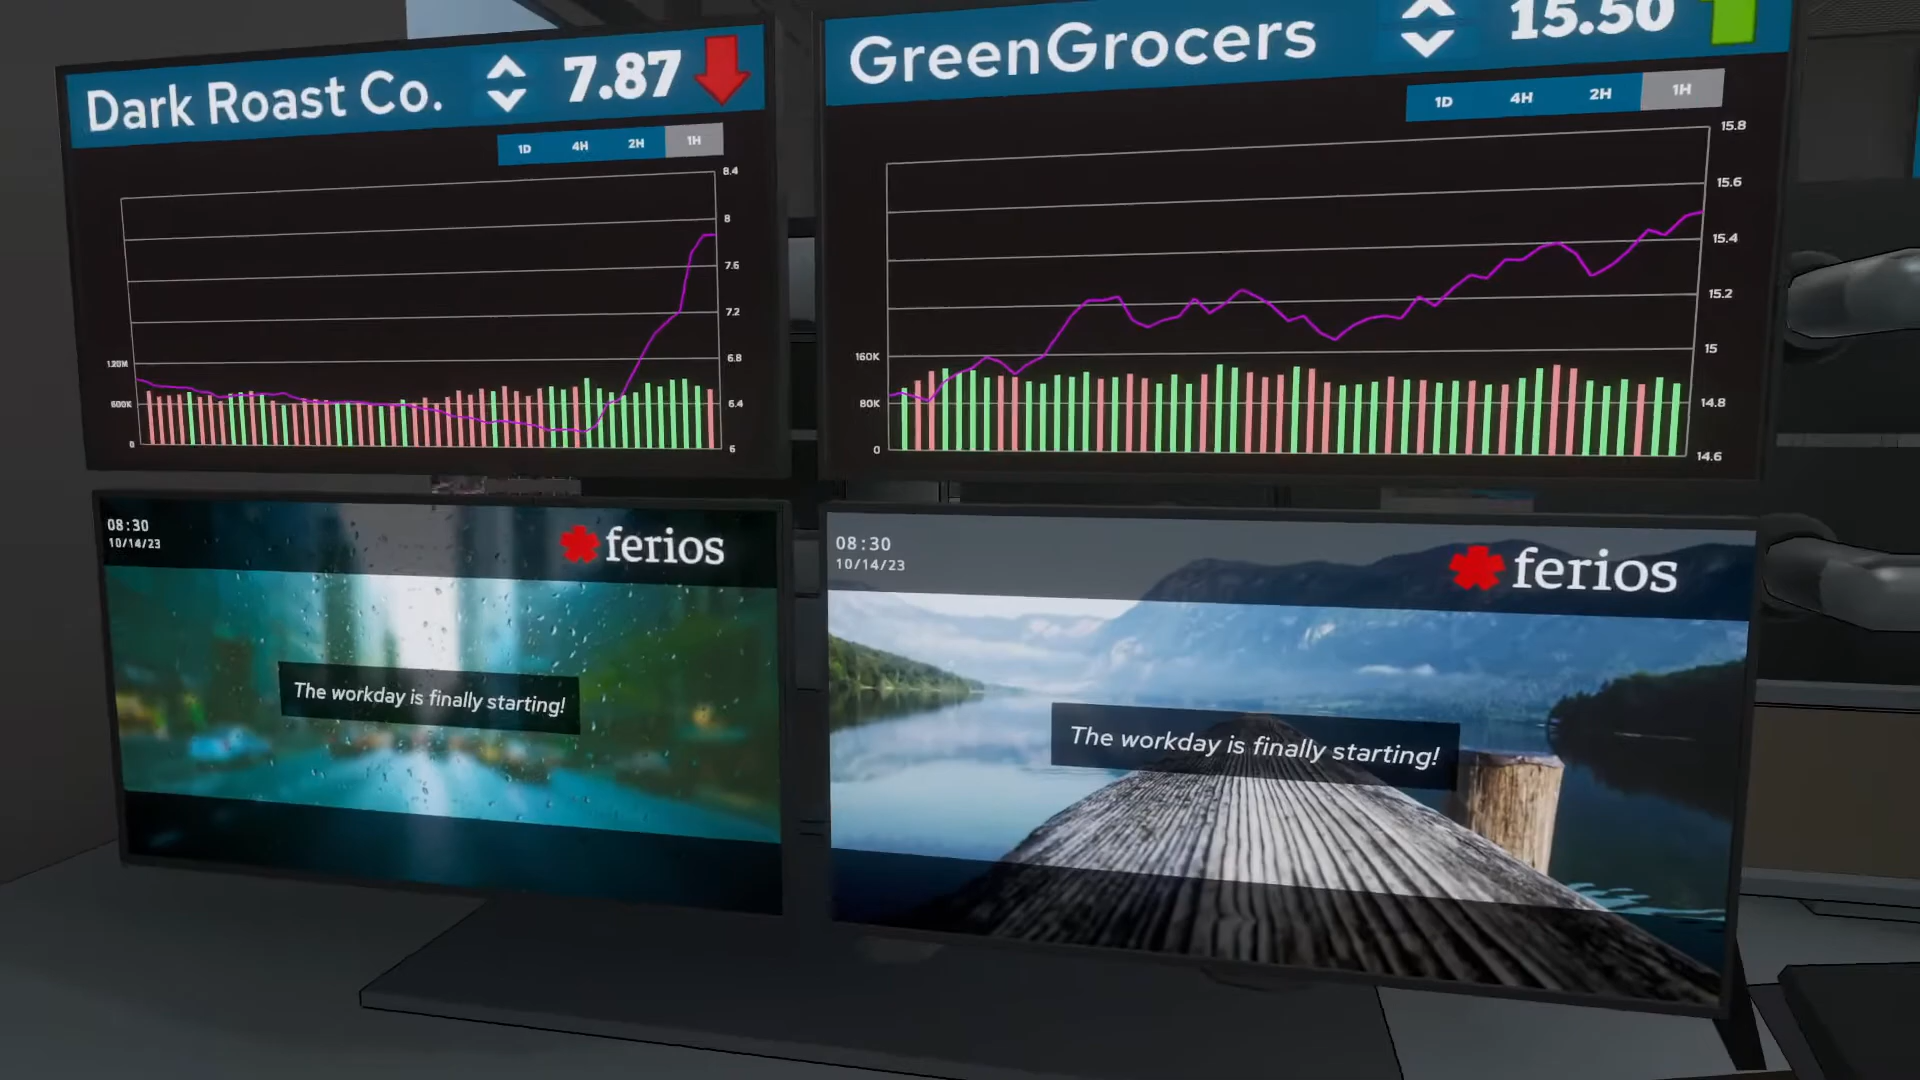 Dark Roast Co. 7.87
1D 4H 2H 1H
8.4
8
7.6
7.2
6.8
6.4
6
120M
600K
0
GreenGrocers 15.50
1D 4H 2H 1H
15.8
15.6
15.4
15.2
15
14.8
14.6
160K
80K
0
08:30
10/14/23
ferios
The workday is finally starting!
08:30
10/14/23
ferios
The workday is finally starting!